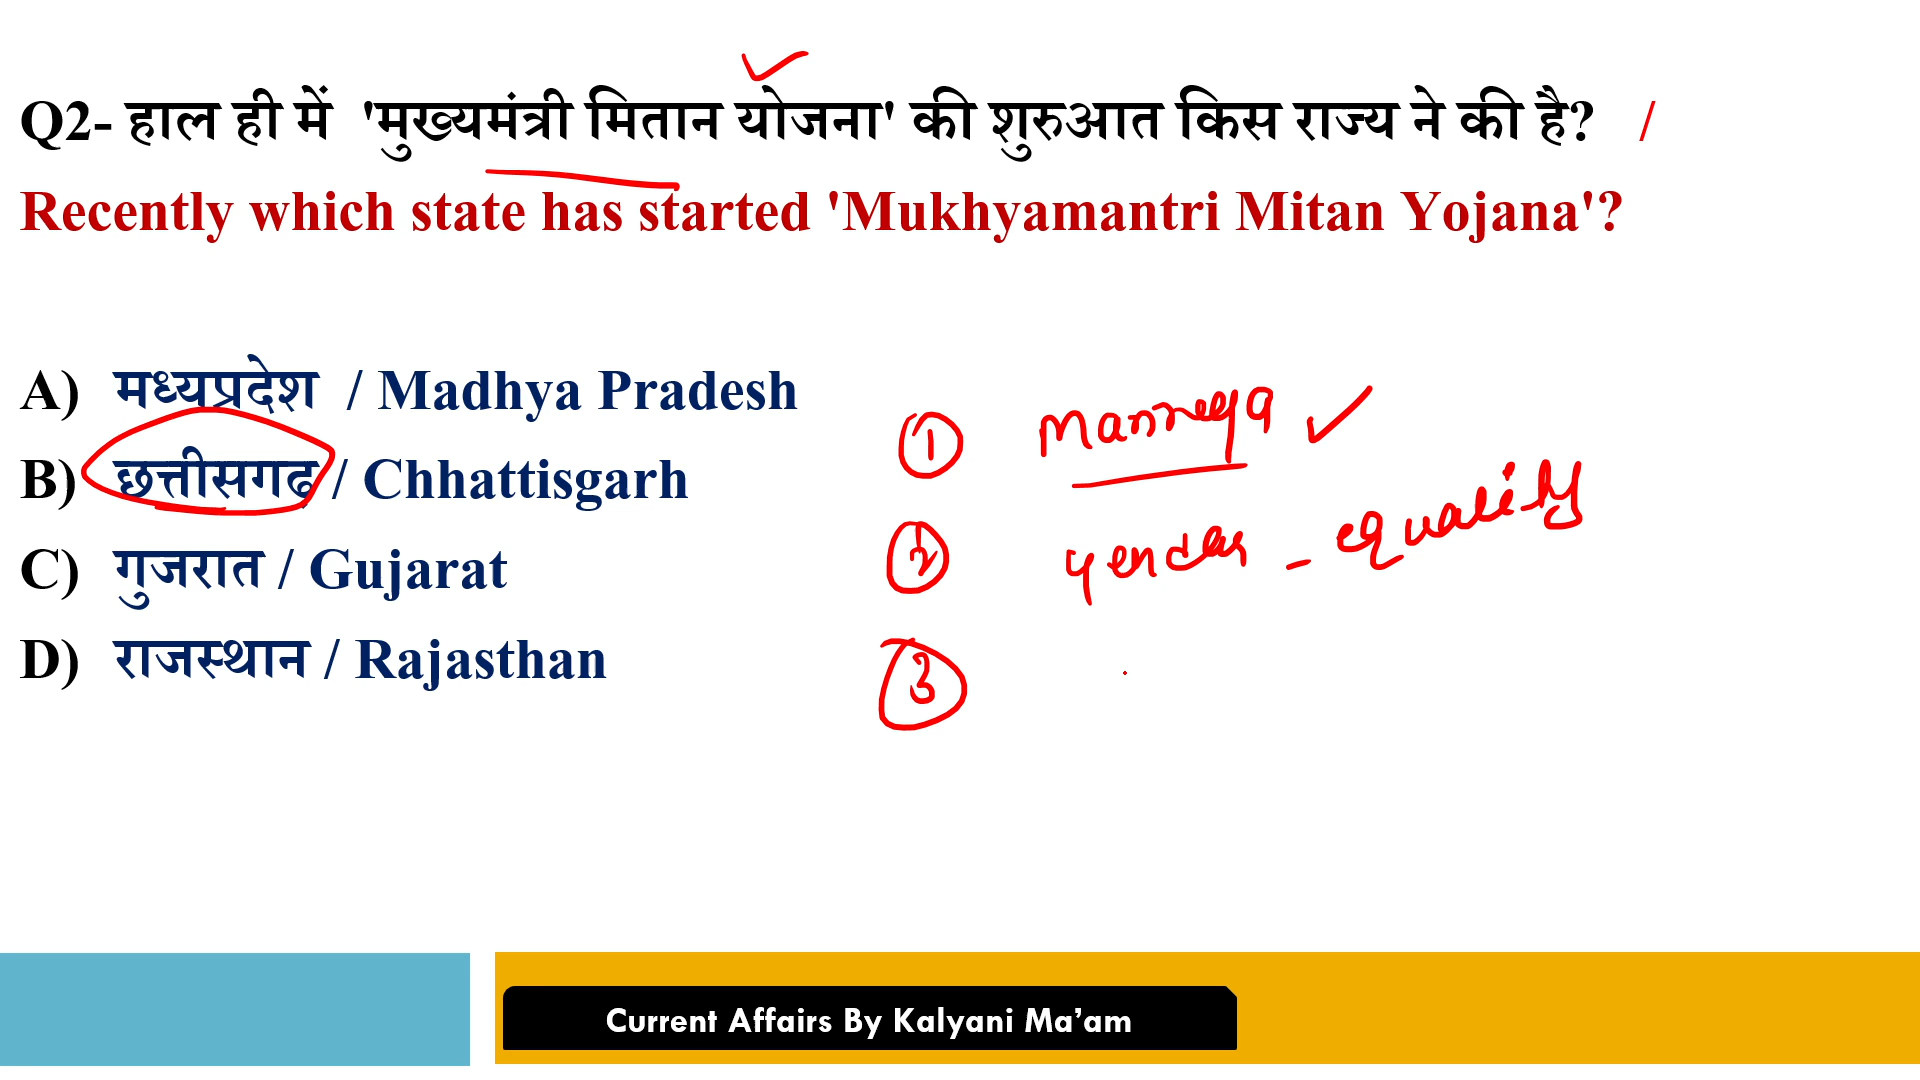 Q2- हाल ही में 'मुख्यमंत्री मितान योजना' की शुरुआत किस राज्य ने की है? /
Recently which state has started 'Mukhyamantri Mitan Yojana'?
A) मध्यप्रदेश / Madhya Pradesh
B) छत्तीसगढ़ / Chhattisgarh
C) गुजरात / Gujarat
D) राजस्थान / Rajasthan
1
2 gender - equality
3
Current Affairs By Kalyani Ma’am